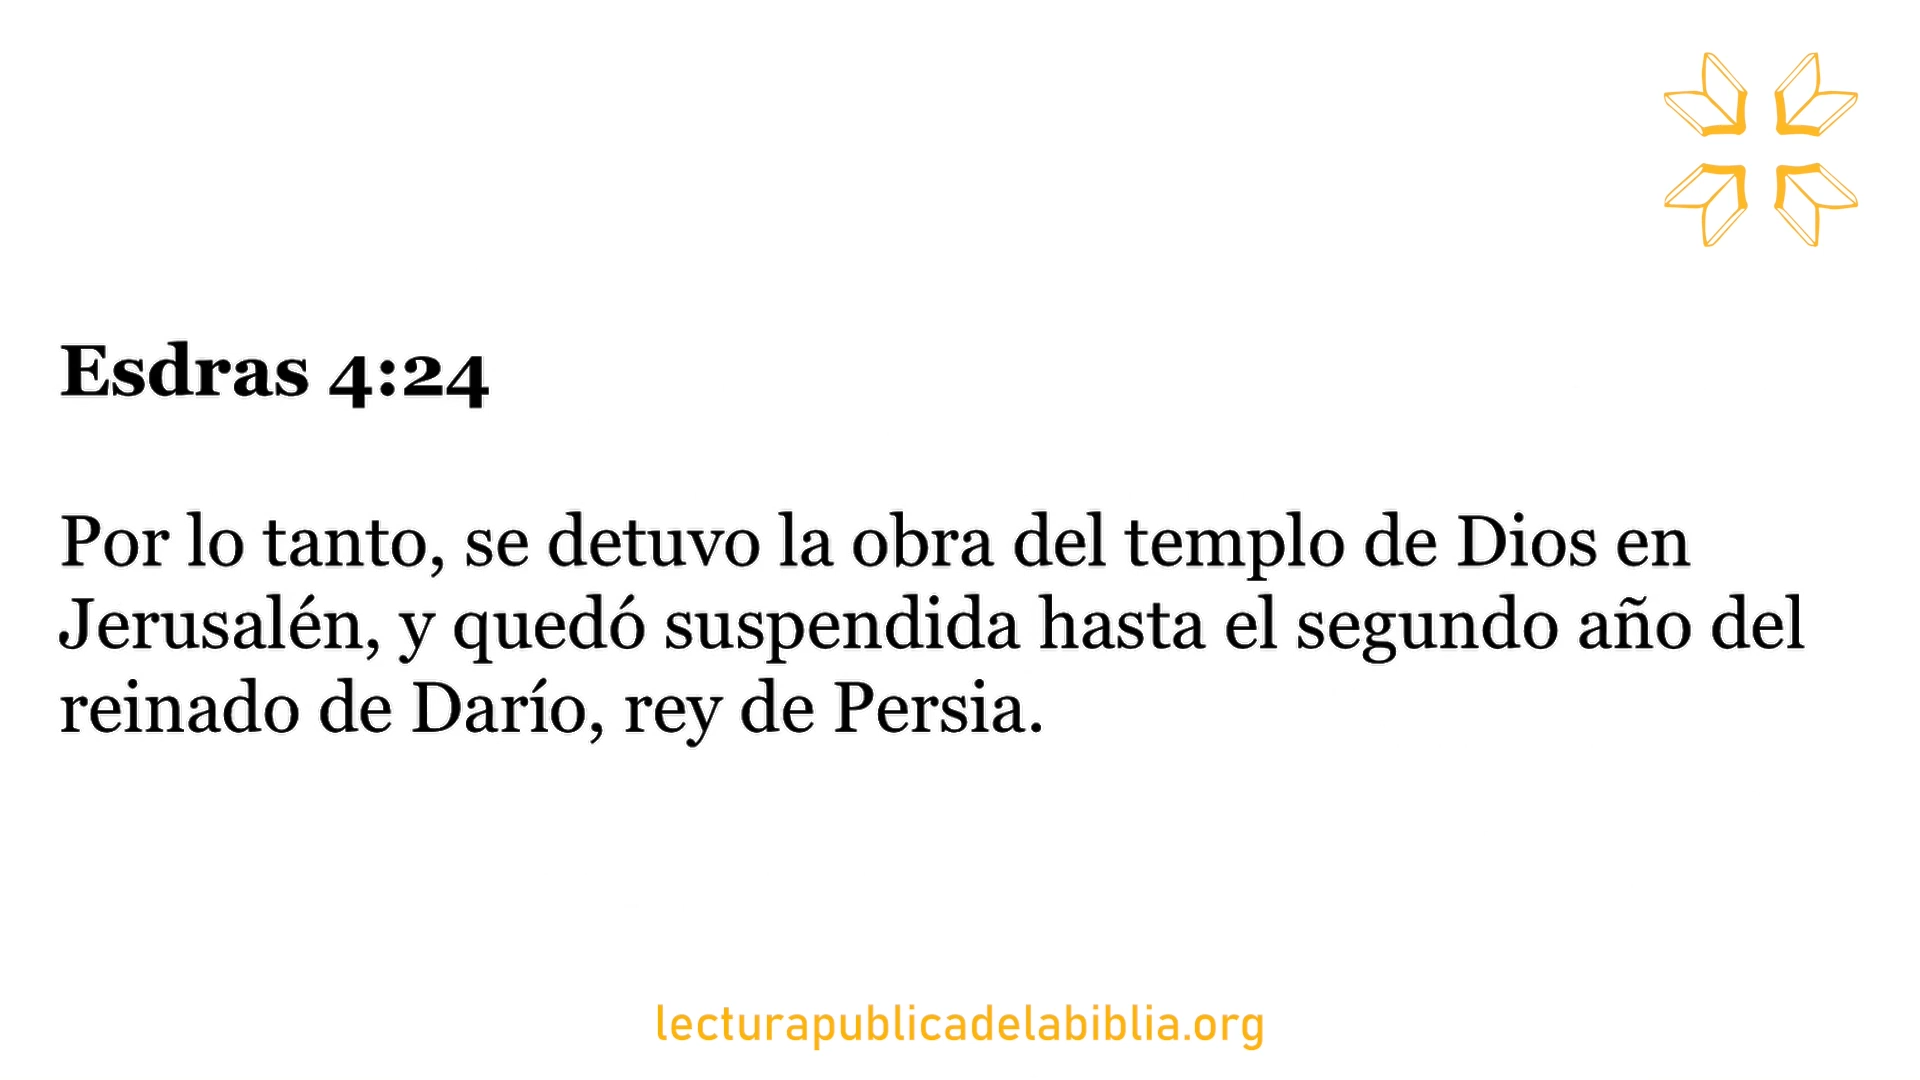 Esdras 4:24
Por lo tanto, se detuvo la obra del templo de Dios en
Jerusalén, y quedó suspendida hasta el segundo año del
reinado de Darío, rey de Persia.
lecturapublicadelabiblia.org